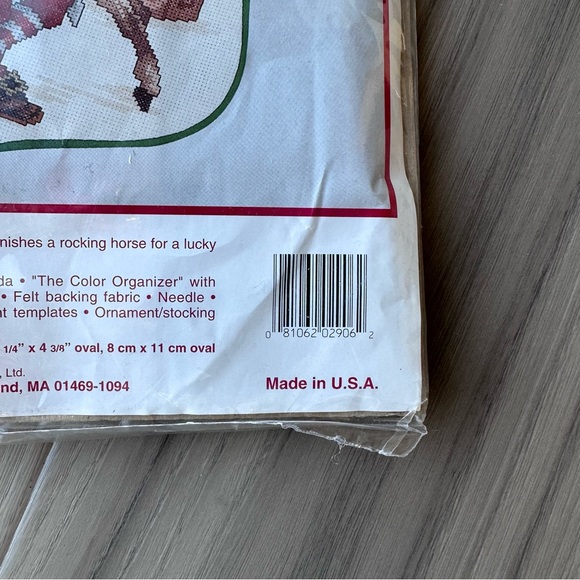 nishes a rocking horse for a lucky
da • "The Color Organizer" with
• Felt backing fabric • Needle •
nt templates • Ornament/stocking
1/4" x 4 3/8" oval, 8 cm x 11 cm oval
, Ltd.
nd, MA 01469-1094
0 81062 02906 2
Made in U.S.A.